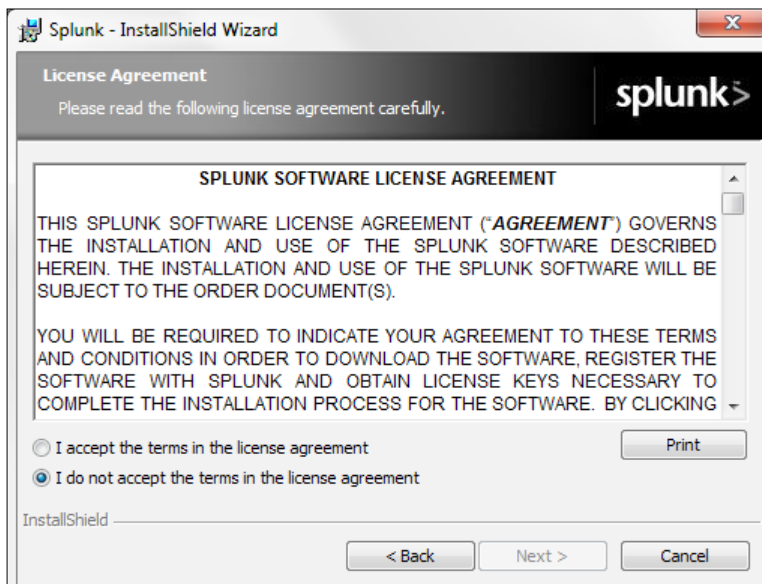 Splunk - InstallShield Wizard
License Agreement
Please read the following license agreement carefully.
splunk>
SPLUNK SOFTWARE LICENSE AGREEMENT
THIS SPLUNK SOFTWARE LICENSE AGREEMENT (“AGREEMENT”) GOVERNS
THE INSTALLATION AND USE OF THE SPLUNK SOFTWARE DESCRIBED
HEREIN. THE INSTALLATION AND USE OF THE SPLUNK SOFTWARE WILL BE
SUBJECT TO THE ORDER DOCUMENT(S).
YOU WILL BE REQUIRED TO INDICATE YOUR AGREEMENT TO THESE TERMS
AND CONDITIONS IN ORDER TO DOWNLOAD THE SOFTWARE, REGISTER THE
SOFTWARE WITH SPLUNK AND OBTAIN LICENSE KEYS NECESSARY TO
COMPLETE THE INSTALLATION PROCESS FOR THE SOFTWARE. BY CLICKING
I accept the terms in the license agreement
Print
I do not accept the terms in the license agreement
InstallShield
< Back
Next >
Cancel